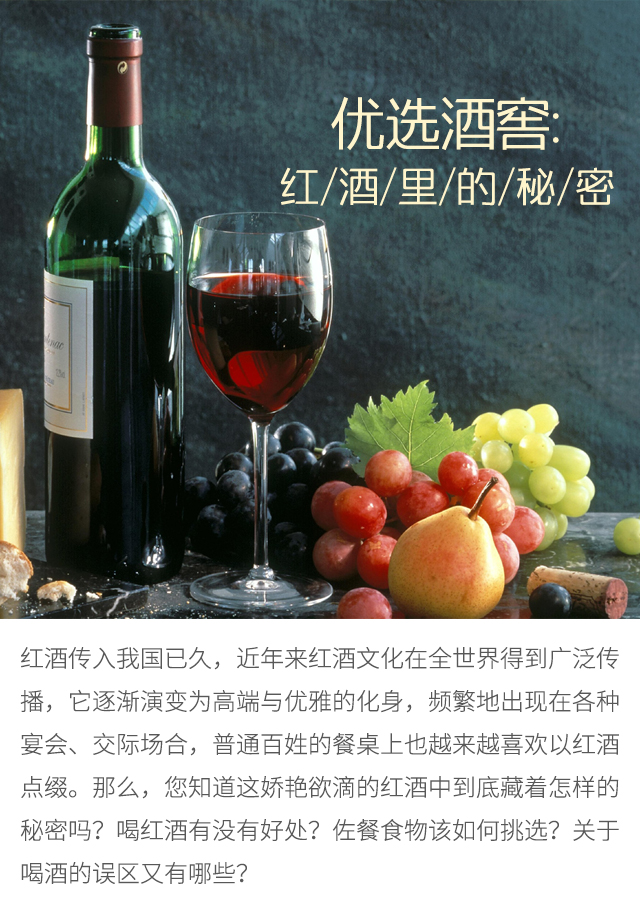 优选酒窖:
红/酒/里/的/秘/密
红酒传入我国已久，近年来红酒文化在全世界得到广泛传
播，它逐渐演变为高端与优雅的化身，频繁地出现在各种
宴会、交际场合，普通百姓的餐桌上也越来越喜欢以红酒
点缀。那么，您知道这娇艳欲滴的红酒中到底藏着怎样的
秘密吗？喝红酒有没有好处？佐餐食物该如何挑选？关于
喝酒的误区又有哪些？